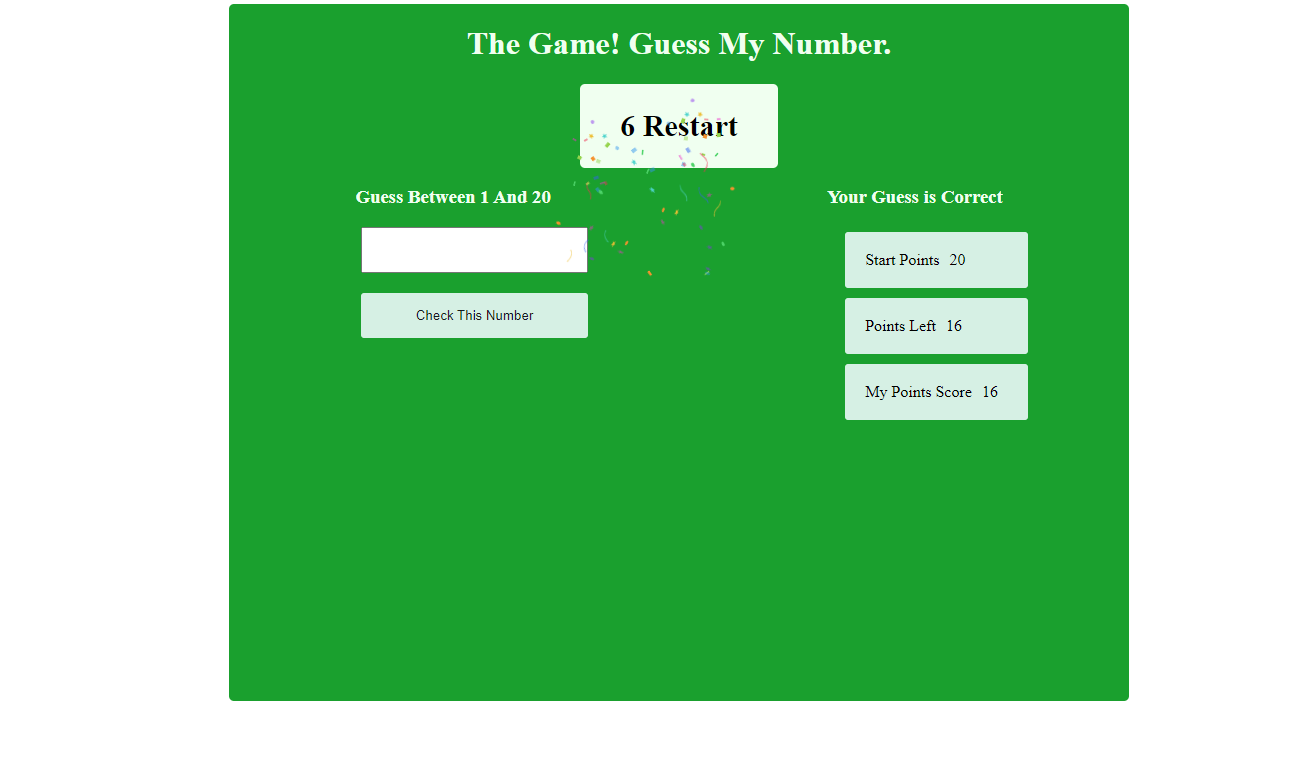 The Game! Guess My Number.
6 Restart
Guess Between 1 And 20
Check This Number
Your Guess is Correct
Start Points 20
Points Left 16
My Points Score 16